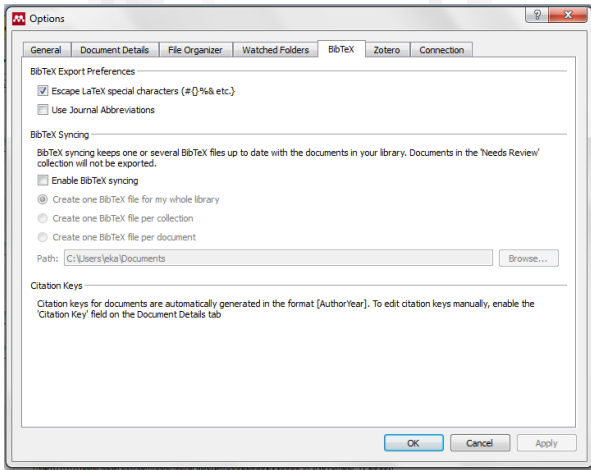 Options
General Document Details File Organizer Watched Folders BibTeX Zotero Connection
BibTeX Export Preferences
Escape LaTeX special characters (#{}%& etc.}
Use Journal Abbreviations
BibTeX Syncing
BibTeX syncing keeps one or several BibTeX files up to date with the documents in your library. Documents in the 'Needs Review'
collection will not be exported.
Enable BibTeX syncing
Create one BibTeX file for my whole library
Create one BibTeX file per collection
Create one BibTeX file per document
Path: C:\Users\eka\Documents Browse...
Citation Keys
Citation keys for documents are automatically generated in the format [AuthorYear]. To edit citation keys manually, enable the
'Citation Key' field on the Document Details tab
OK Cancel Apply